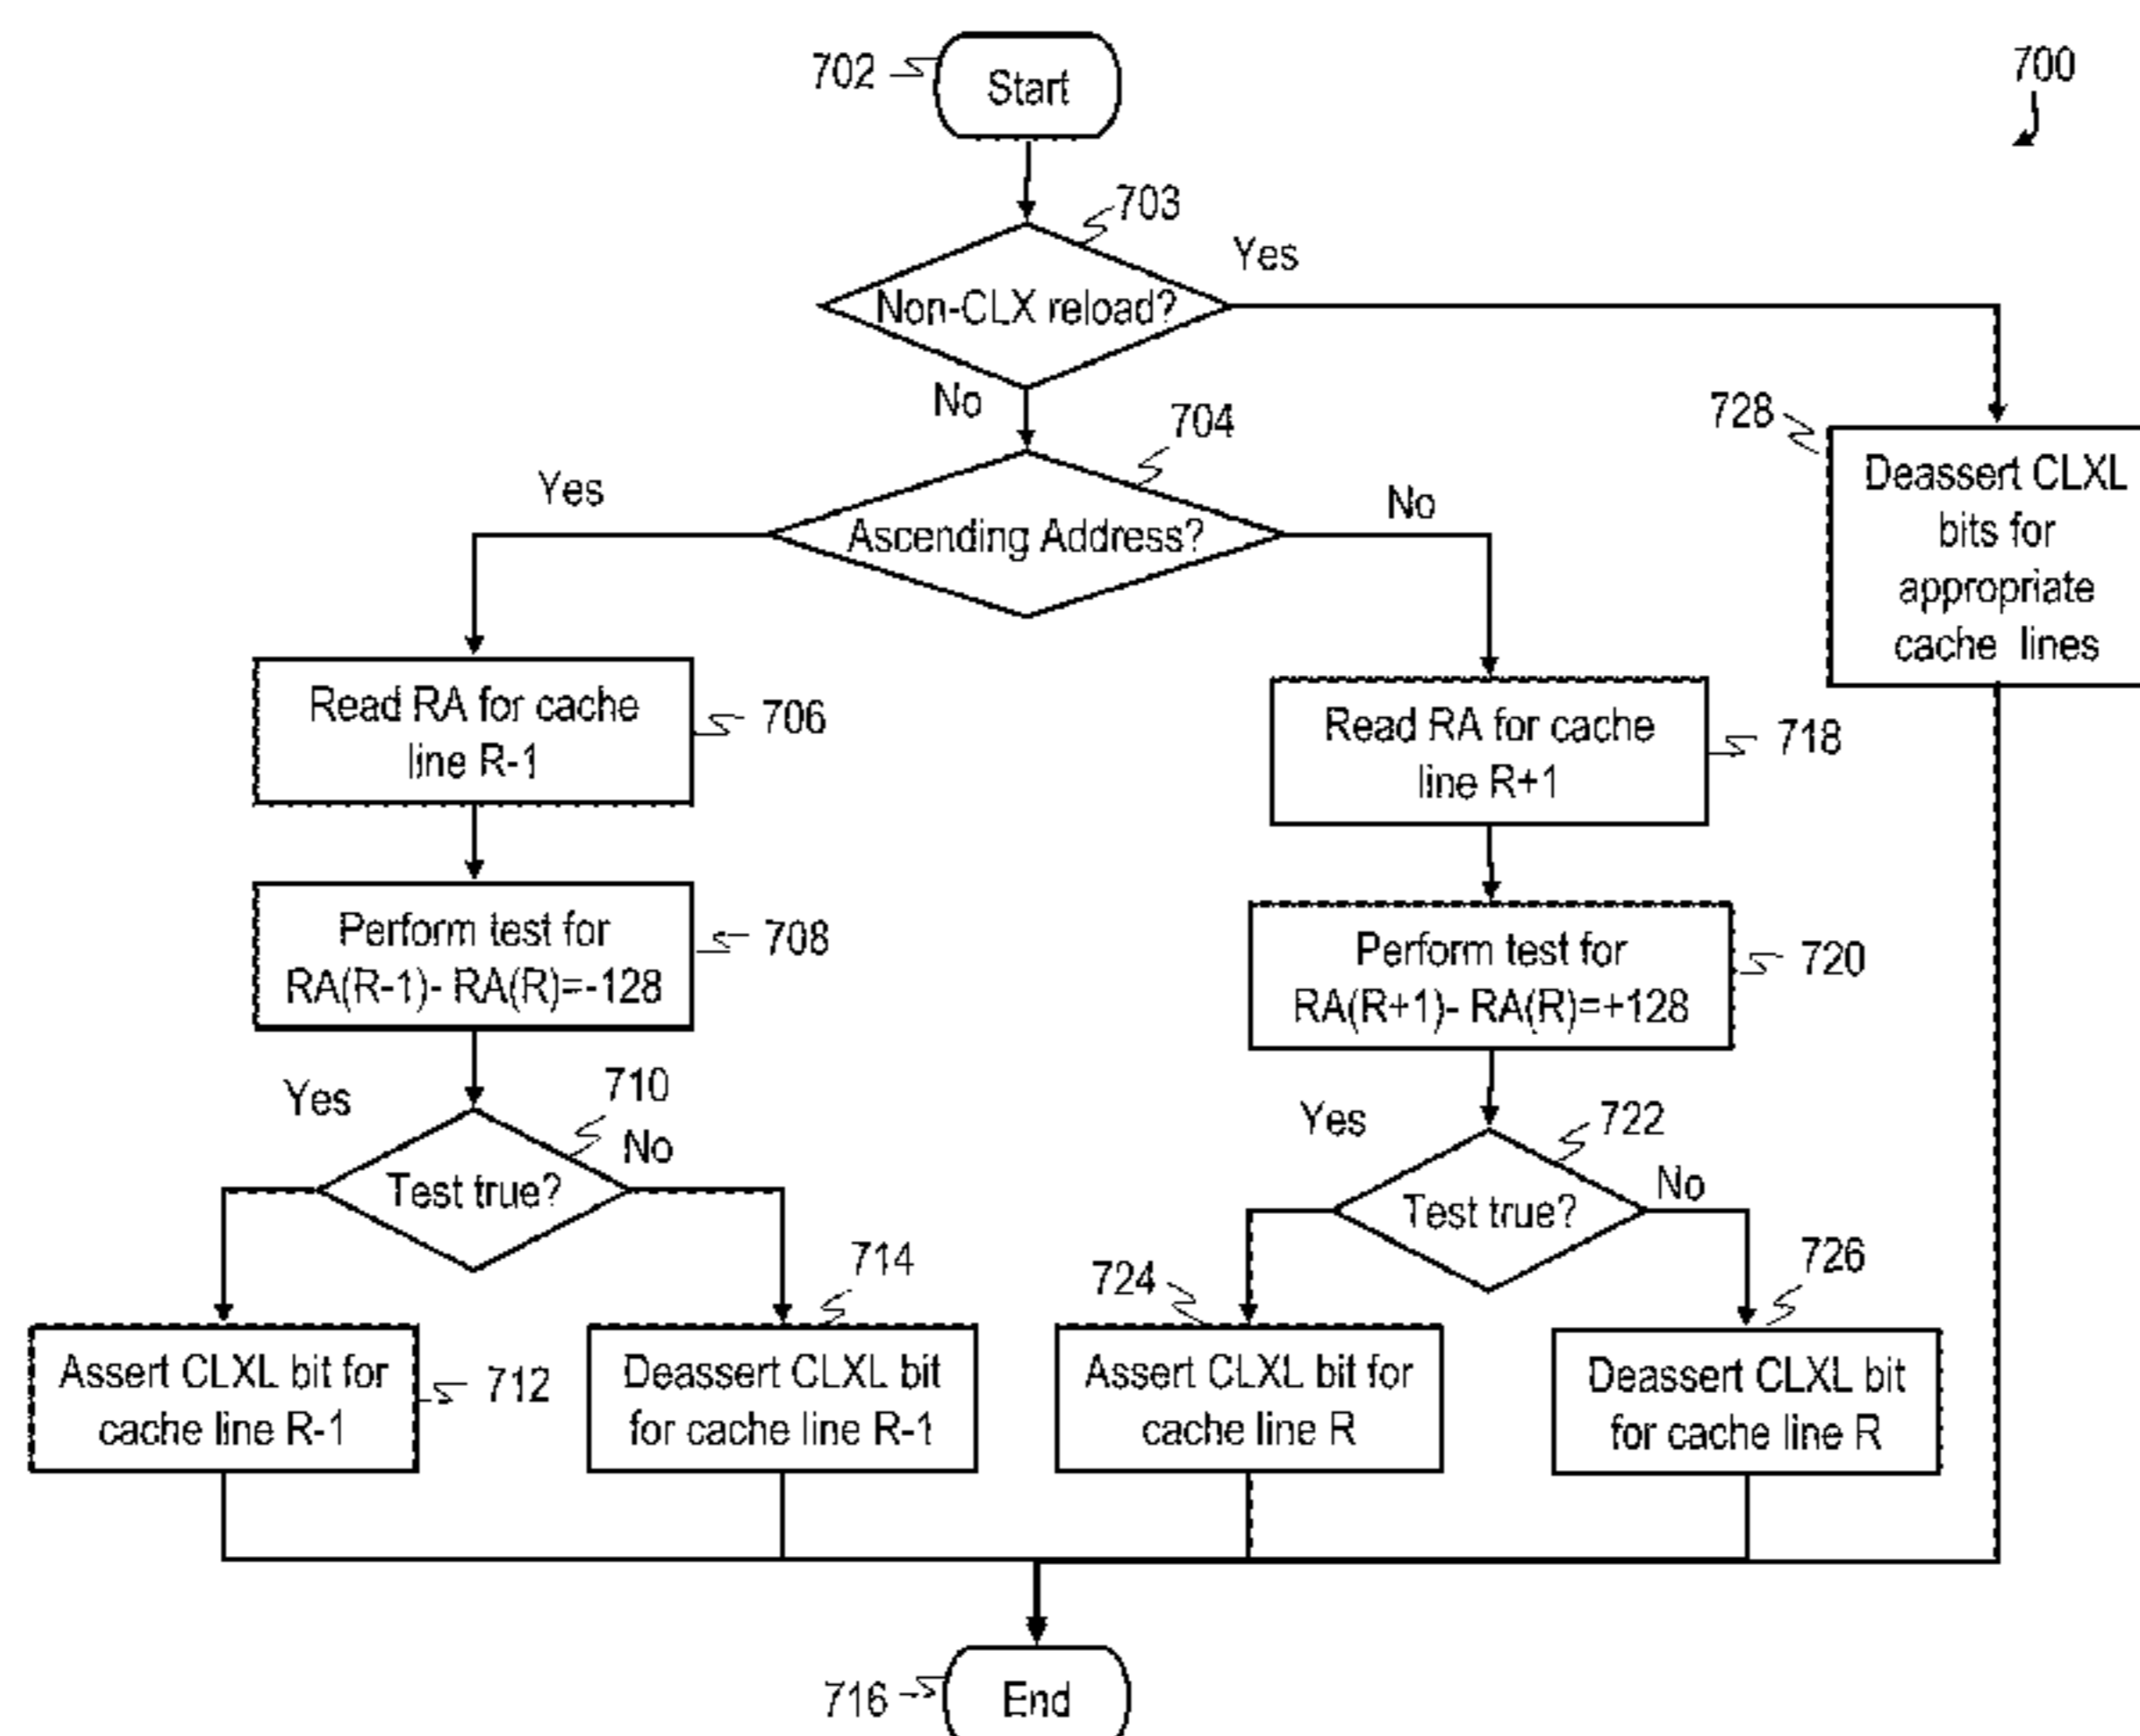 700
702
Start
703
Yes
Non-CLX reload?
No
704
728
Deassert CLXL
bits for
appropriate
cache lines
Yes
No
Ascending Address?
Read RA for cache
line R-1
706
Read RA for cache
line R+1
718
Perform test for
RA(R-1)- RA(R)=-128
708
Perform test for
RA(R+1)- RA(R)=+128
720
Yes
710
No
Test true?
Yes
722
No
Test true?
714
724
726
Assert CLXL bit for
cache line R-1
712
Deassert CLXL bit
for cache line R-1
Assert CLXL bit for
cache line R
Deassert CLXL bit
for cache line R
716
End